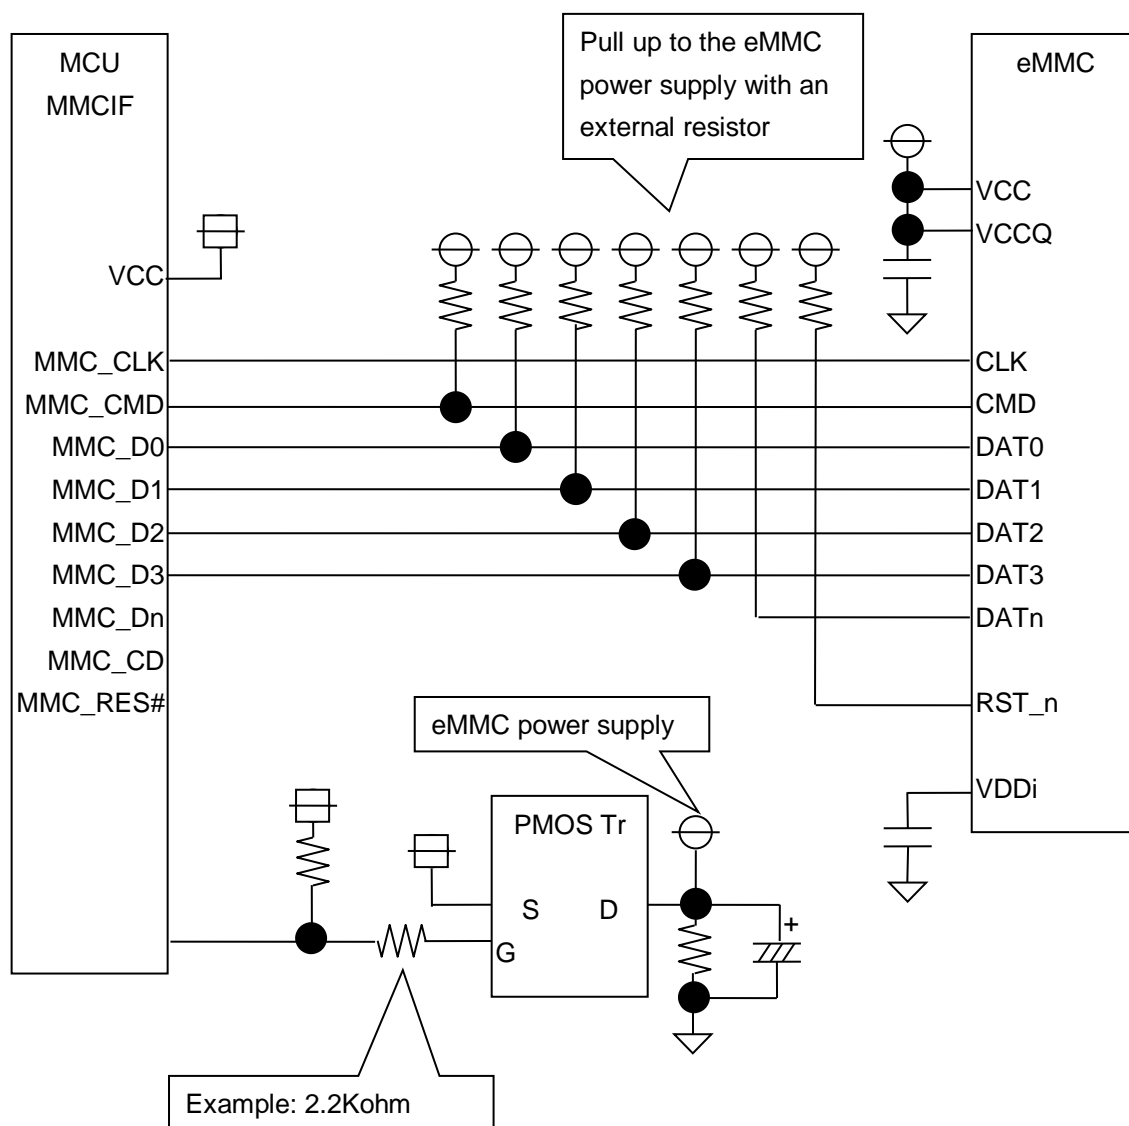 MCU
MMCIF
Pull up to the eMMC
power supply with an
external resistor
eMMC
VCC
VCCQ
VCC
MMC_CLK
CLK
MMC_CMD
CMD
MMC_D0
DAT0
MMC_D1
DAT1
MMC_D2
DAT2
MMC_D3
DAT3
MMC_Dn
DATn
MMC_CD
MMC_RES#
RST_n
eMMC power supply
VDDi
PMOS Tr
S D
G
+
Example: 2.2Kohm